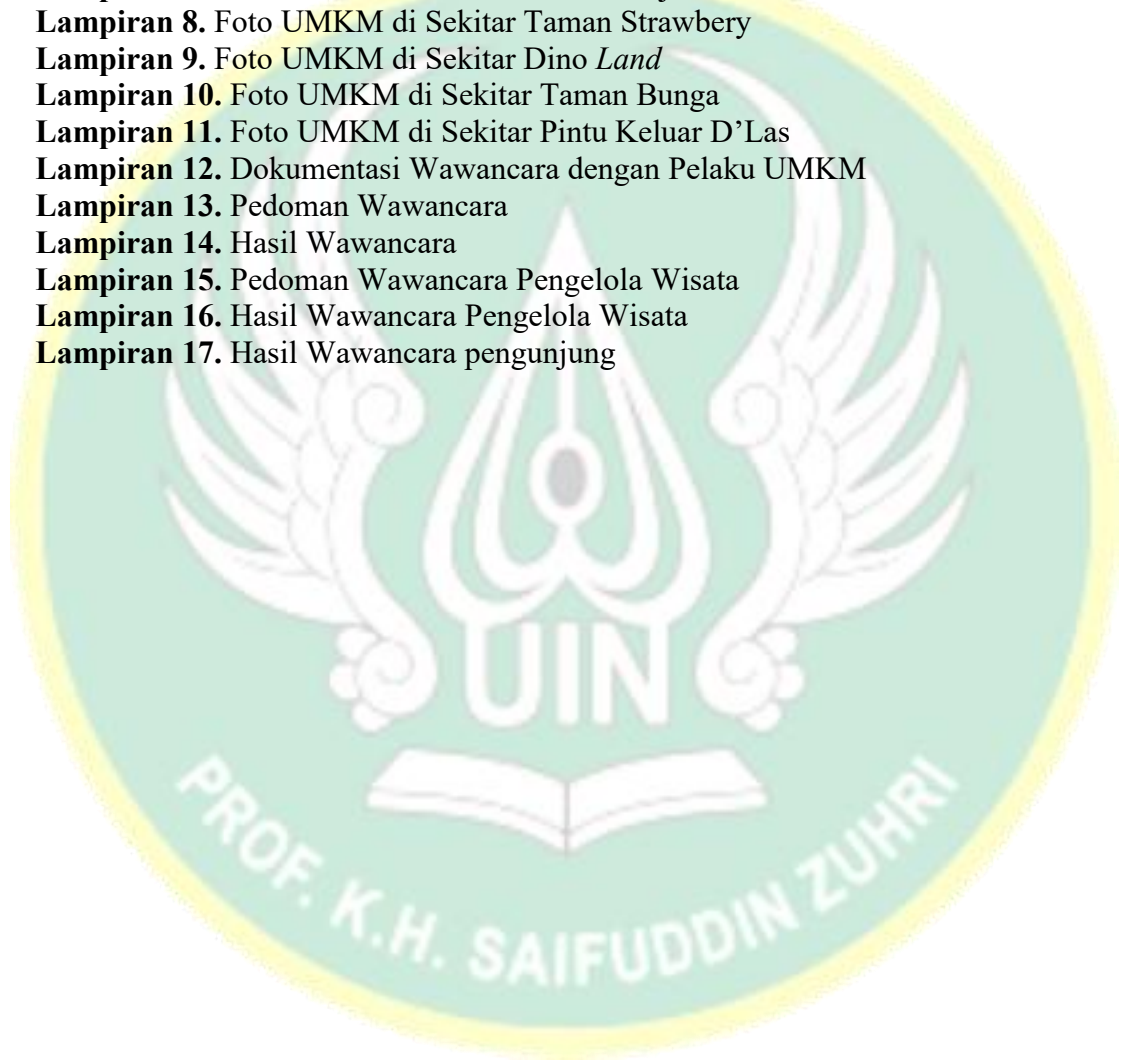 Lampiran 8. Foto UMKM di Sekitar Taman Strawbery
Lampiran 9. Foto UMKM di Sekitar Dino Land
Lampiran 10. Foto UMKM di Sekitar Taman Bunga
Lampiran 11. Foto UMKM di Sekitar Pintu Keluar D’Las
Lampiran 12. Dokumentasi Wawancara dengan Pelaku UMKM
Lampiran 13. Pedoman Wawancara
Lampiran 14. Hasil Wawancara
Lampiran 15. Pedoman Wawancara Pengelola Wisata
Lampiran 16. Hasil Wawancara Pengelola Wisata
Lampiran 17. Hasil Wawancara pengunjung
UIN
PROF. K.H. SAIFUDDIN ZUHRI